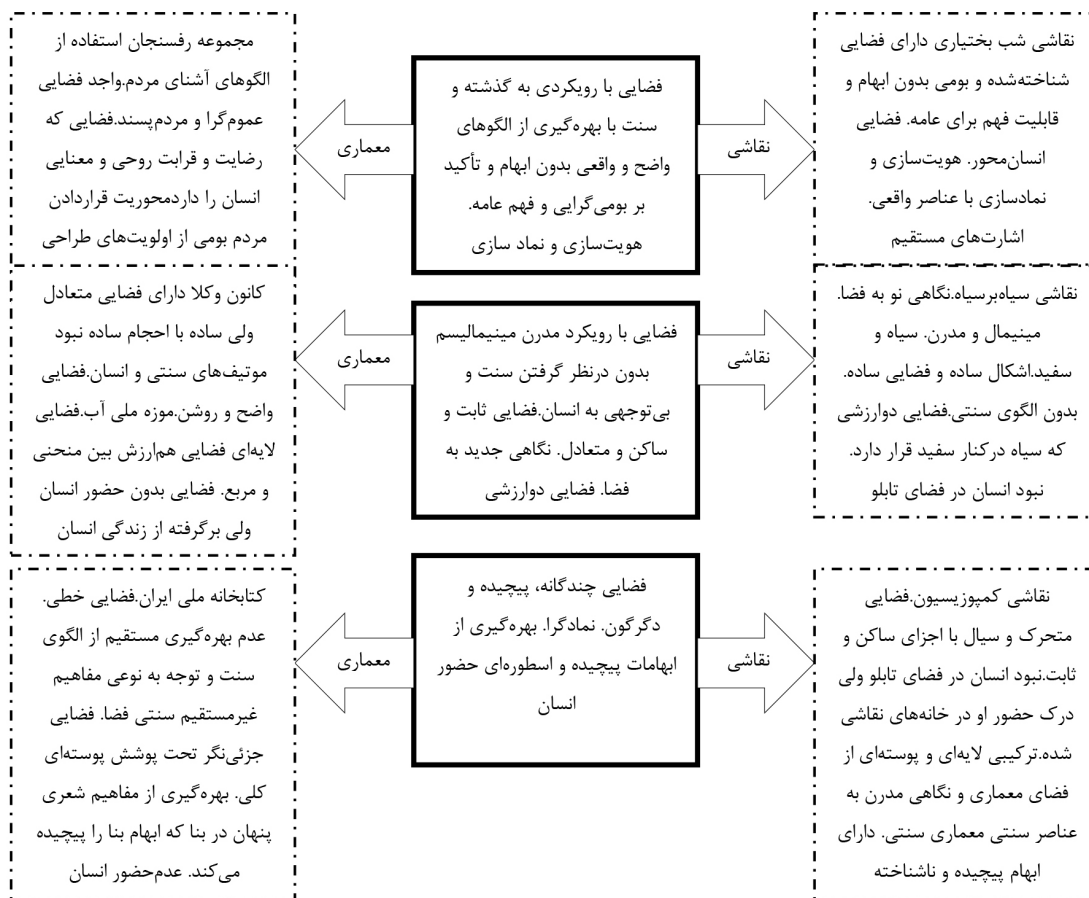 نقاشی شب بختیاری دارای فضایی
شناخته‌شده و بومی بدون ابهام و
قابلیت فهم برای عامه. فضایی
انسان‌محور. هویت‌سازی و
نمادسازی با عناصر واقعی.
اشارت‌های مستقیم
نقاشی
فضایی با رویکردی به گذشته و
سنت با بهره‌گیری از الگوهای
واضح و واقعی بدون ابهام و تأکید
بر بومی‌گرایی و فهم عامه.
هویت‌سازی و نماد سازی
معماری
مجموعه رفسنجان استفاده از
الگوهای آشنای مردم.واجد فضایی
عموم‌گرا و مردم‌پسند.فضایی که
رضایت و قرابت روحی و معنایی
انسان را داردمحوریت قراردادن
مردم بومی از اولویت‌های طراحی
نقاشی سیاه‌برسیاه.نگاهی نو به فضا.
مینیمال و مدرن. سیاه و
سفید.اشکال ساده و فضایی ساده.
بدون الگوی سنتی.فضایی دوارزشی
که سیاه درکنار سفید قرار دارد.
نبود انسان در فضای تابلو
نقاشی
فضایی با رویکرد مدرن مینیمالیسم
بدون درنظر گرفتن سنت و
بی‌توجهی به انسان.فضایی ثابت و
ساکن و متعادل. نگاهی جدید به
فضا. فضایی دوارزشی
معماری
کانون وکلا دارای فضایی متعادل
ولی ساده با احجام ساده نبود
موتیف‌های سنتی و انسان.فضایی
واضح و روشن.موزه ملی آب.فضایی
لایه‌ای فضایی هم‌ارزش بین منحنی
و مربع. فضایی بدون حضور انسان
ولی برگرفته از زندگی انسان
نقاشی کمپوزیسیون.فضایی
متحرک و سیال با اجزای ساکن و
ثابت.نبود انسان در فضای تابلو ولی
درک حضور او در خانه‌های نقاشی
شده.ترکیبی لایه‌ای و پوسته‌ای از
فضای معماری و نگاهی مدرن به
عناصر سنتی معماری سنتی. دارای
ابهام پیچیده و ناشناخته
نقاشی
فضایی چندگانه، پیچیده و
دگرگون. نمادگرا. بهره‌گیری از
ابهامات پیچیده و اسطوره‌ای حضور
انسان
معماری
کتابخانه ملی ایران.فضایی خطی.
عدم بهره‌گیری مستقیم از الگوی
سنت و توجه به نوعی مفاهیم
غیرمستقیم سنتی فضا. فضایی
جزئی‌نگر تحت پوشش پوسته‌ای
کلی. بهره‌گیری از مفاهیم شعری
پنهان در بنا که ابهام بنا را پیچیده
می‌کند. عدم‌حضور انسان